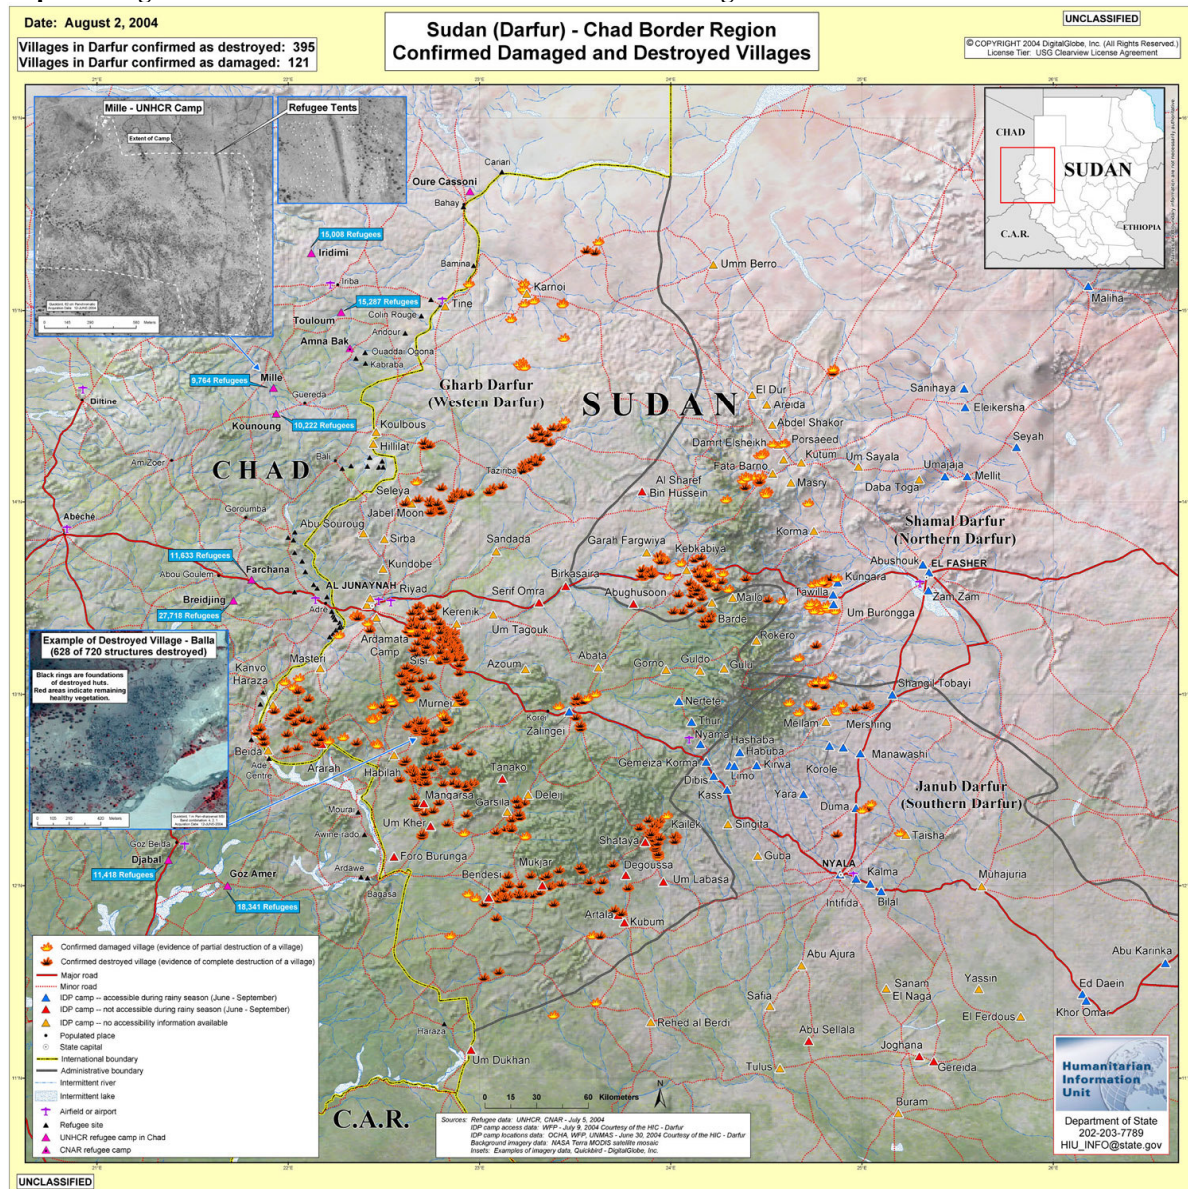 Date: August 2, 2004
Villages in Darfur confirmed as destroyed: 395
Villages in Darfur confirmed as damaged: 121
Sudan (Darfur) - Chad Border Region
Confirmed Damaged and Destroyed Villages
UNCLASSIFIED
© COPYRIGHT 2004 DigitalGlobe, Inc. (All Rights Reserved.)
License Tier: USG Clearview License Agreement
Mille - UNHCR Camp
Refugee Tents
Extent of Camp
CHAD
SUDAN
C.A.R.
ETHIOPIA
Canari
Oure Cassoni
Bahay
15,008 Refugees
Iridimi
Bamina
Umm Berro
Iriba
Karnoi
Maliha
15,287 Refugees
Tine
Touloum
Colin Rouge
Andour
Amna Bak
Ouaddai Ogona
Kabraba
Mille
9,764 Refugees
Gharb Darfur
(Western Darfur)
SUDAN
El Dur
Areida
Sanihaya
Eleikersha
Diltine
Guereda
Kounoung
10,222 Refugees
Koulbous
Hillilat
Abdel Shakor
Damrt Elsheikh
Porsaeed
Kutum
Seyah
CHAD
Bali
AmiZoer
Taziriba
Fata Barno
Um Sayala
Umajaja
Mellit
Daba Toga
Masry
Al Sharef
Bin Hussein
Seleya
Jabel Moon
Goroumba
Abéché
Abu Souroug
Sirba
Sandada
Korma
Shamal Darfur
(Northern Darfur)
Garah Fargwiya
Kebkabiya
11,633 Refugees
Farchana
Abou Goulem
Kundobe
Birkasaira
Abushouk
EL FASHER
AL JUNAYNAH
Riyad
Serif Omra
Abughusoon
Mailo
Kungara
Tawilla
Zam Zam
Breidjing
27,718 Refugees
Adre
Kerenik
Um Tagouk
Barde
Um Burongga
Ardamata
Camp
Sisi
Rokero
Example of Destroyed Village - Balla
(628 of 720 structures destroyed)
Black rings are foundations
of destroyed huts.
Red areas indicate remaining
healthy vegetation.
Masteri
Kanvo
Haraza
Azoum
Abata
Gorno
Guldo
Gulu
Shangil Tobayi
Murnei
Nertete
Korei
Zalingei
Thur
Nyama
Mellam
Mershing
Beida
Ade
Centre
Ararah
Habilah
Hashaba
Habuba
Gemeiza Korma
Kirwa
Manawashi
Korole
Tanako
Dibis
Limo
Kass
Yara
Janub Darfur
(Southern Darfur)
Mangarsa
Garsila
Deleij
Duma
Mourai
Um Kher
Kailek
Singita
Taisha
Awine-rado
Goz Beida
Shataya
Djabal
Foro Burunga
Mukjar
Degoussa
Guba
NYALA
Kalma
11,418 Refugees
Goz Amer
Ardawe
Bendesi
Um Labasa
Muhajuria
18,341 Refugees
Bagasa
Intifida
Bilal
Artala
Kubum
Abu Ajura
Abu Karinka
Yassin
Sanam
El Naga
Ed Daein
Safia
El Ferdous
Khor Omar
Haraza
Rehed al Berdi
Abu Sellala
Joghana
Gereida
Um Dukhan
Tulus
Buram
C.A.R.
Confirmed damaged village (evidence of partial destruction of a village)
Confirmed destroyed village (evidence of complete destruction of a village)
Major road
Minor road
IDP camp -- accessible during rainy season (June - September)
IDP camp -- not accessible during rainy season (June - September)
IDP camp -- no accessibility information available
Populated place
State capital
International boundary
Administrative boundary
Intermittent river
Intermittent lake
Airfield or airport
Refugee site
UNHCR refugee camp in Chad
CNAR refugee camp
0 15 30 60 Kilometers
N
Sources: Refugee data: UNHCR, CNAR - July 5, 2004
IDP camp access data: WFP - July 9, 2004 Courtesy of the HIC - Darfur
IDP camp locations data: OCHA, WFP, UNMAS - June 30, 2004 Courtesy of the HIC - Darfur
Background imagery data: NASA Terra MODIS satellite mosaic
Insets: Examples of imagery data, Quickbird - DigitalGlobe, Inc.
Humanitarian
Information
Unit
Department of State
202-203-7789
HIU_INFO@state.gov
UNCLASSIFIED